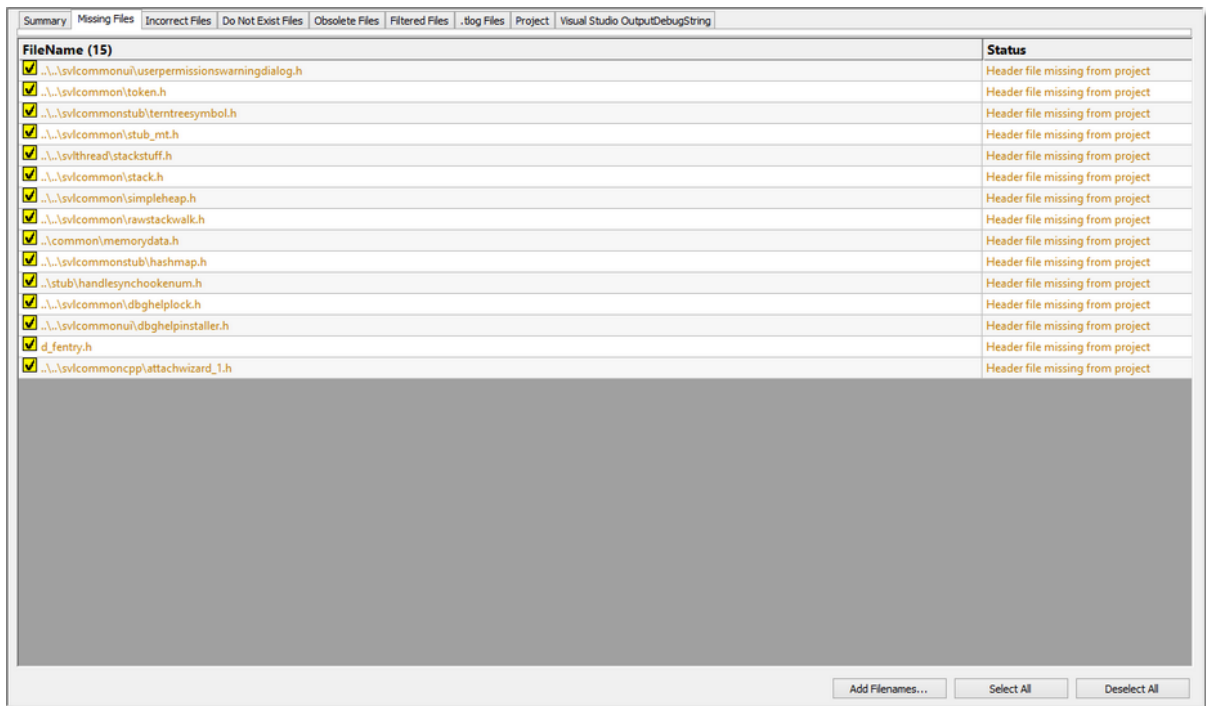 Summary Missing Files Incorrect Files Do Not Exist Files Obsolete Files Filtered Files .tlog Files Project Visual Studio OutputDebugString
FileName (15) Status
..\..\svlcommonui\userpermissionswarningdialog.h Header file missing from project
..\..\svlcommon\token.h Header file missing from project
..\..\svlcommonstub\terntreesymbol.h Header file missing from project
..\..\svlcommon\stub_mt.h Header file missing from project
..\..\svlthread\stackstuff.h Header file missing from project
..\..\svlcommon\stack.h Header file missing from project
..\..\svlcommon\simpleheap.h Header file missing from project
..\..\svlcommon\rawstackwalk.h Header file missing from project
..\common\memorydata.h Header file missing from project
..\..\svlcommonstub\hashmap.h Header file missing from project
..\stub\handlesynchookenum.h Header file missing from project
..\..\svlcommon\dbghelplock.h Header file missing from project
..\..\svlcommonui\dbghelpinstaller.h Header file missing from project
d_fentry.h Header file missing from project
..\..\svlcommoncpp\attachwizard_1.h Header file missing from project
Add Filenames... Select All Deselect All